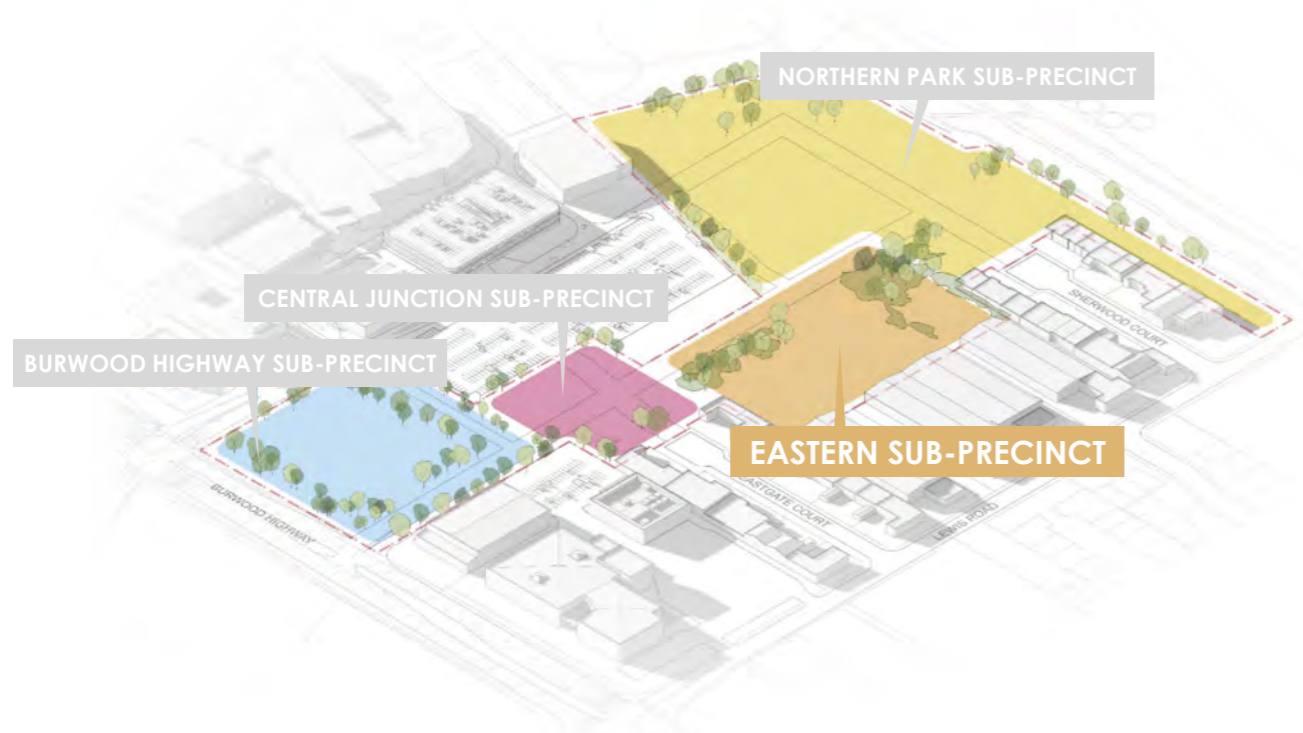 NORTHERN PARK SUB-PRECINCT
CENTRAL JUNCTION SUB-PRECINCT
SHERWOOD COURT
BURWOOD HIGHWAY SUB-PRECINCT
EASTERN SUB-PRECINCT
EASTGATE COURT
BURWOOD HIGHWAY
LEWIS ROAD